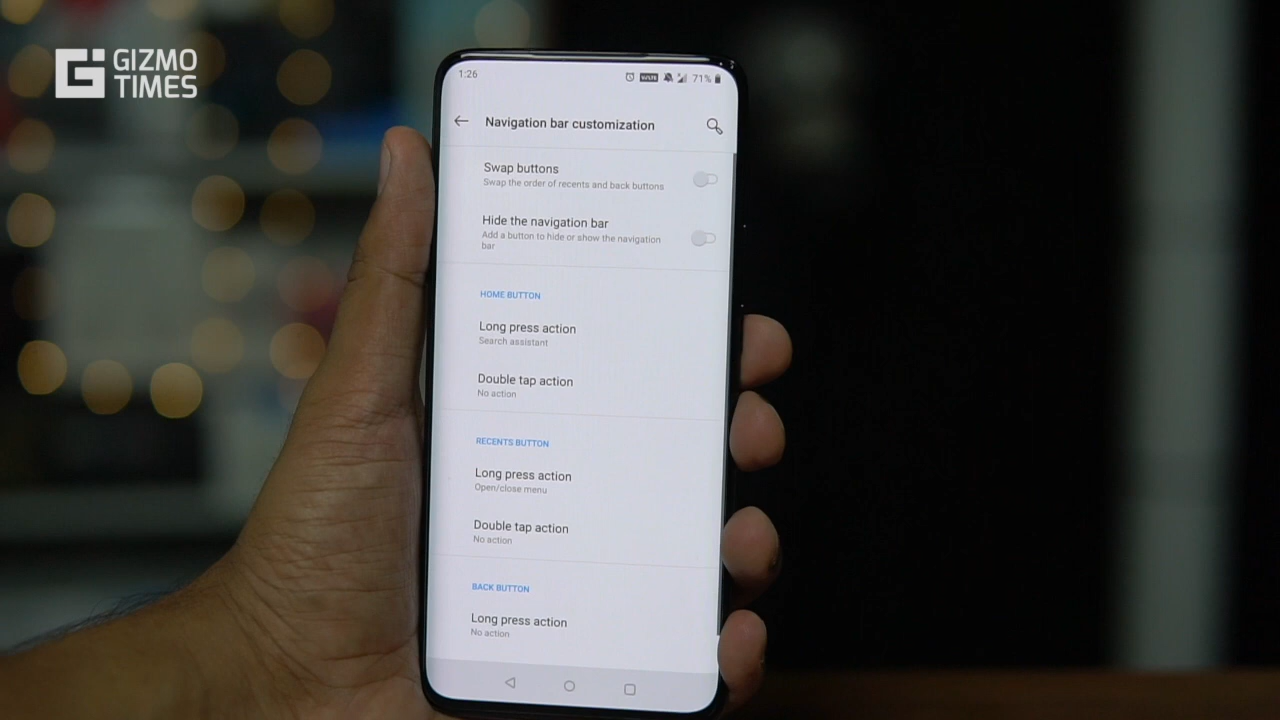 GIZMO
TIMES
1:26
VoLTE
71%
Navigation bar customization
Swap buttons
Swap the order of recents and back buttons
Hide the navigation bar
Add a button to hide or show the navigation
bar
HOME BUTTON
Long press action
Search assistant
Double tap action
No action
RECENTS BUTTON
Long press action
Open/close menu
Double tap action
No action
BACK BUTTON
Long press action
No action